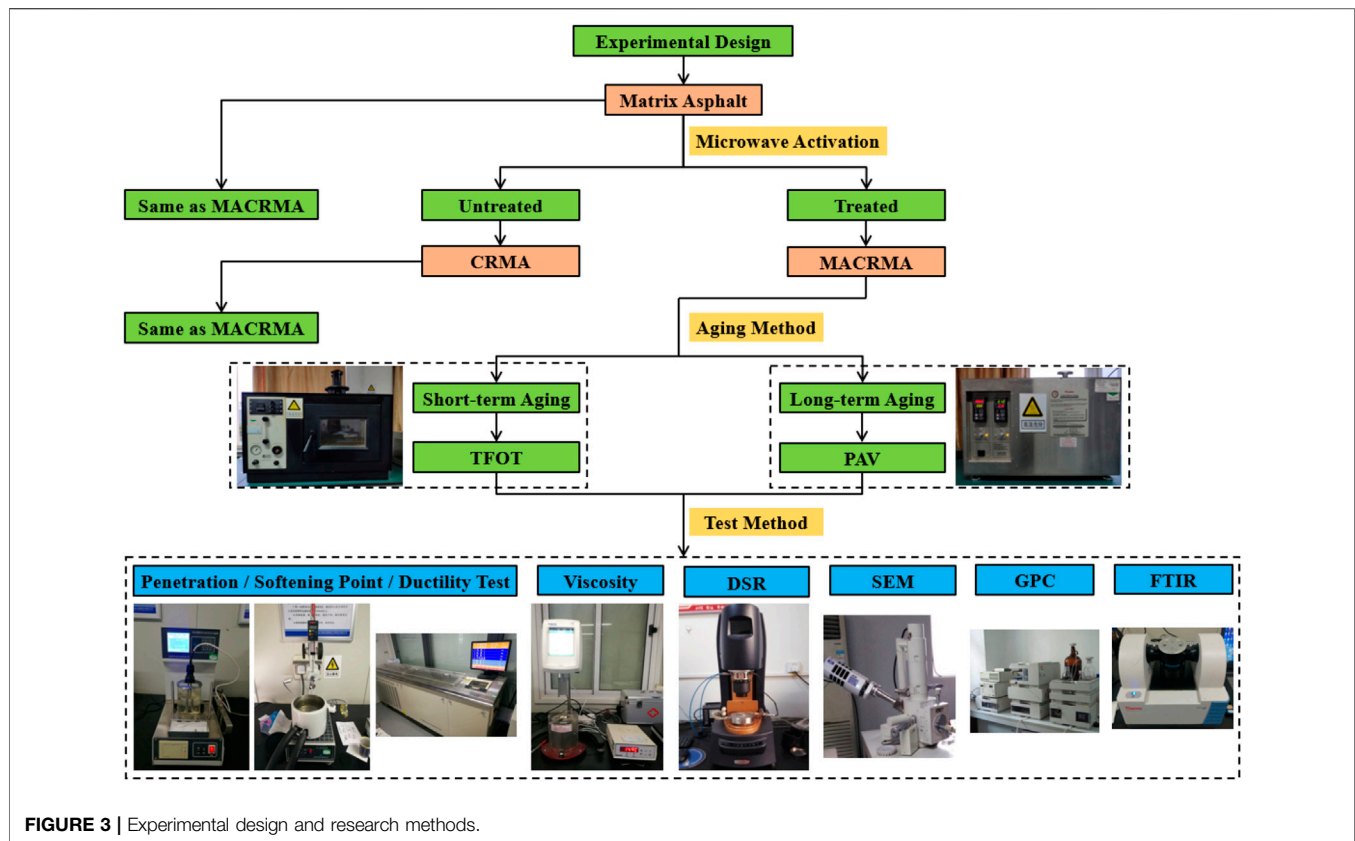 Experimental Design
Matrix Asphalt
Microwave Activation
Same as MACRMA
Untreated
Treated
CRMA
MACRMA
Same as MACRMA
Aging Method
Short-term Aging
Long-term Aging
TFOT
PAV
Test Method
Penetration / Softening Point / Ductility Test
Viscosity
DSR
SEM
GPC
FTIR
FIGURE 3 | Experimental design and research methods.